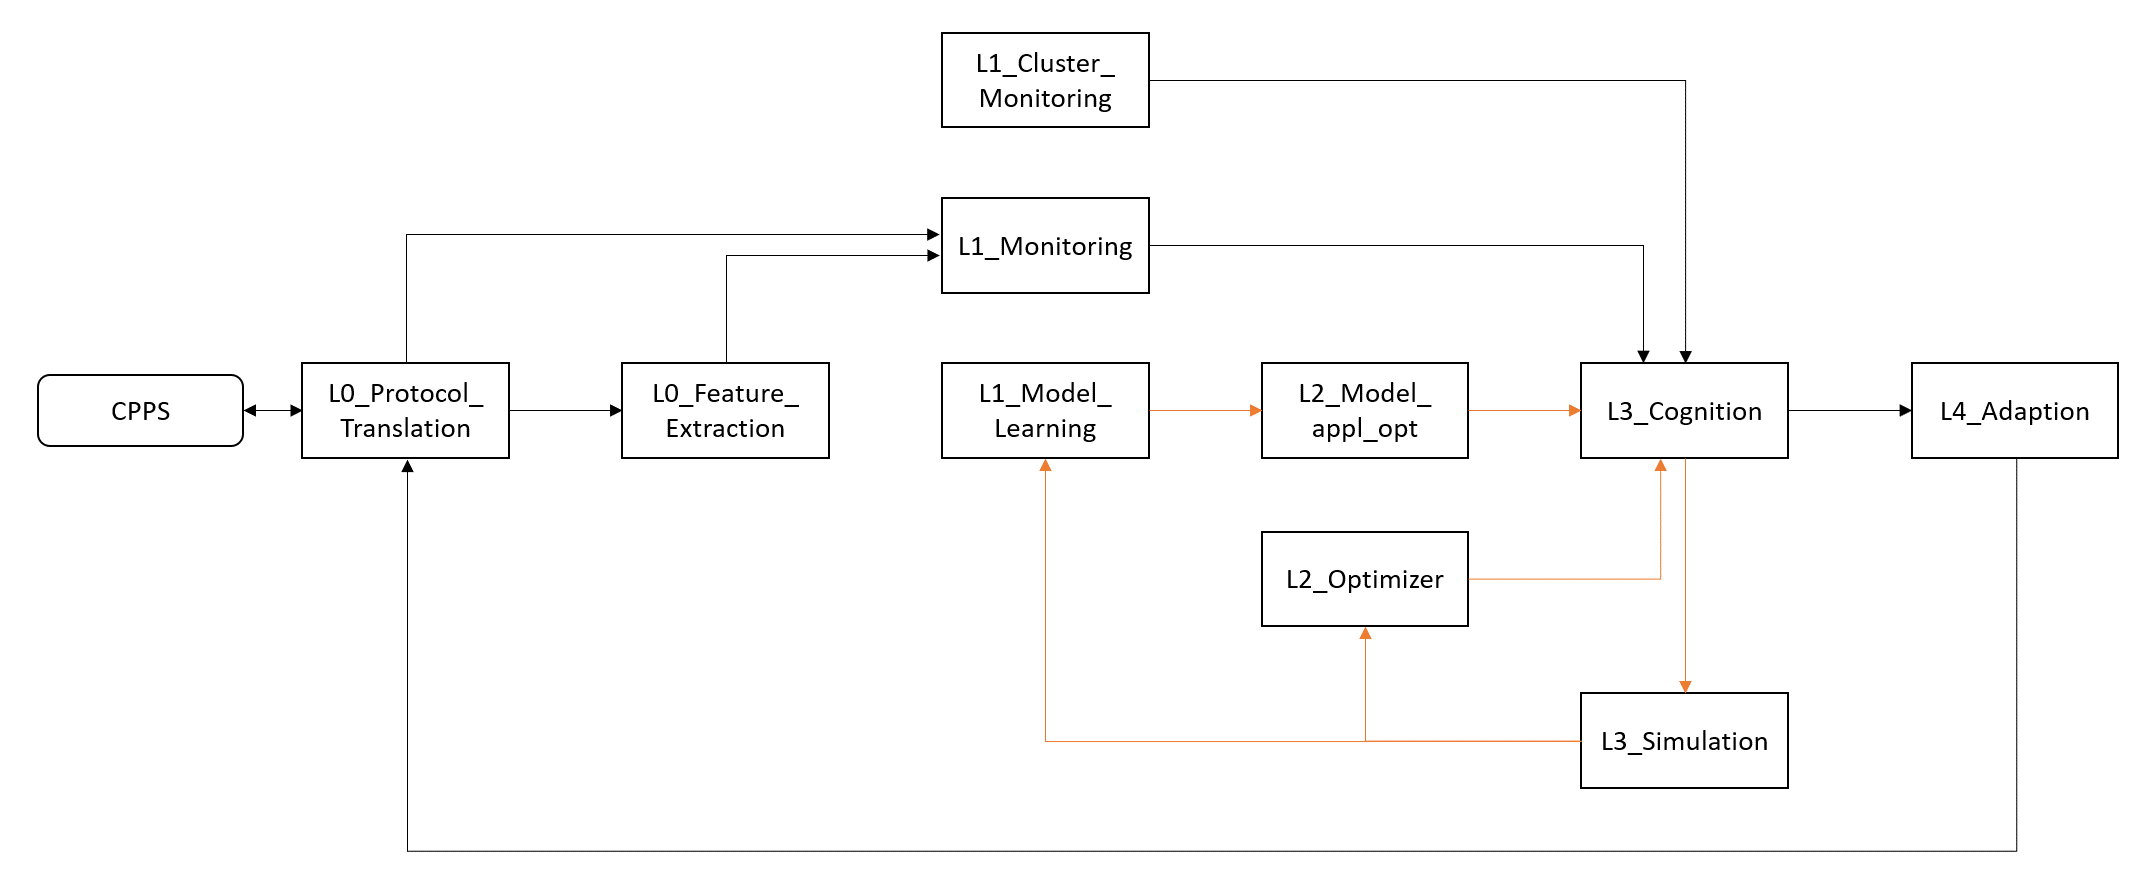 L1_Cluster_
Monitoring
L1_Monitoring
CPPS
L0_Protocol_
Translation
L0_Feature_
Extraction
L1_Model_
Learning
L2_Model_
appl_opt
L3_Cognition
L4_Adaption
L2_Optimizer
L3_Simulation